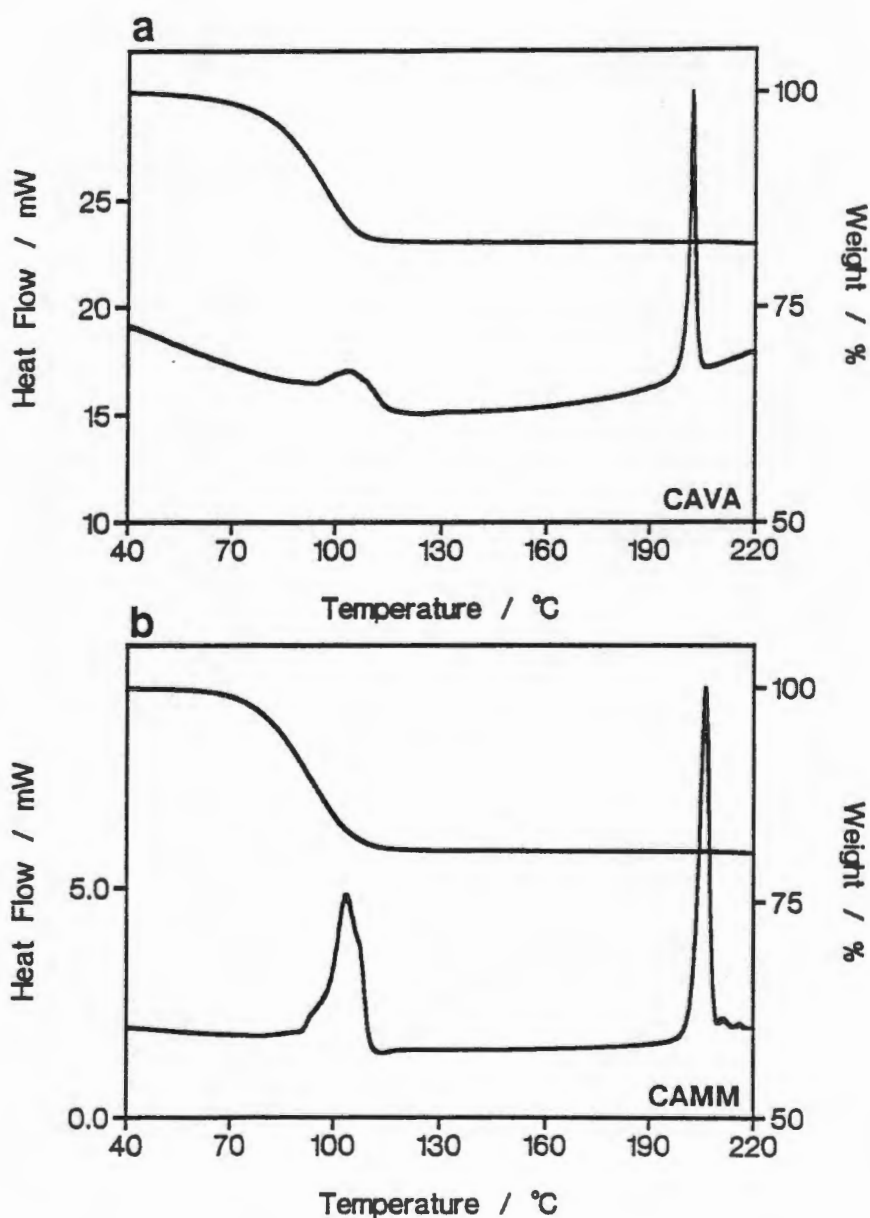 a
Heat Flow / mW
25
20
15
10
100
75
50
Weight / %
CAVA
40 70 100 130 160 190 220
Temperature / °C
b
Heat Flow / mW
5.0
0.0
100
75
50
Weight / %
CAMM
40 70 100 130 160 190 220
Temperature / °C